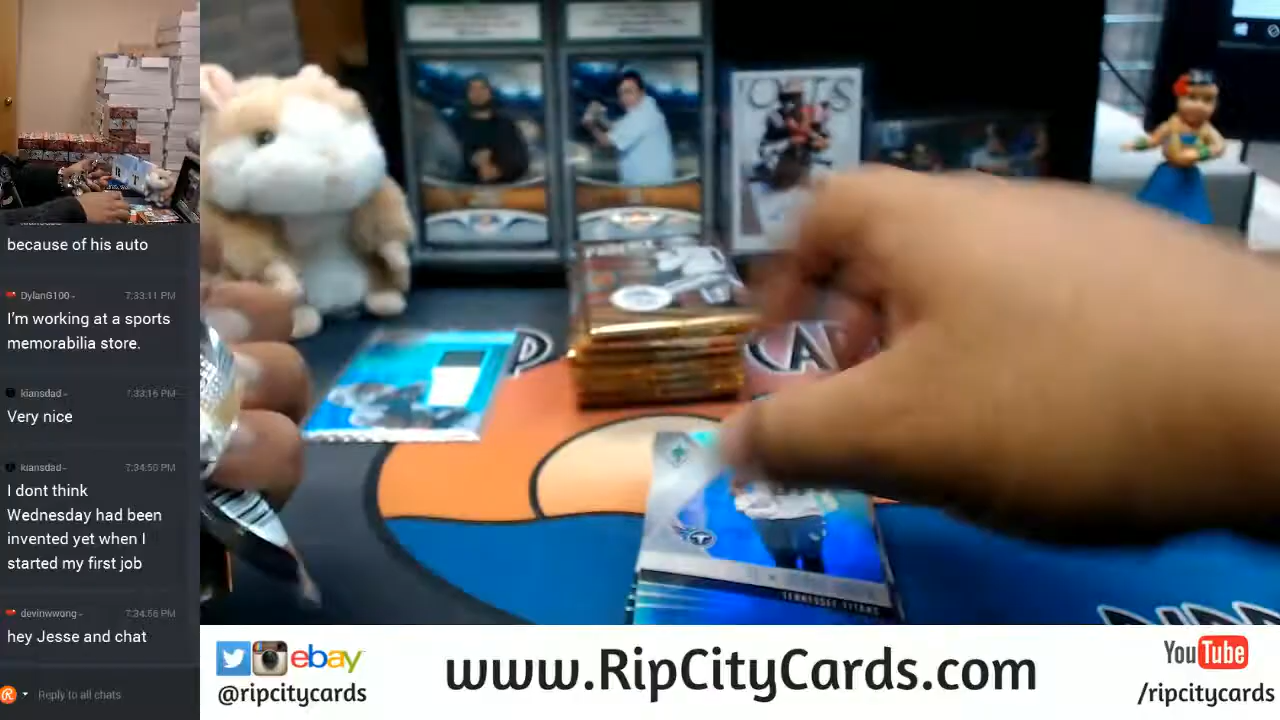 because of his auto
DylanG100-
7:33:11 PM
I'm working at a sports
memorabilia store.
kiansdad-
7:33:16 PM
Very nice
kiansdad-
7:34:50 PM
I dont think
Wednesday had been
invented yet when I
started my first job
devinwwong-
7:34:56 PM
hey Jesse and chat
Reply to all chats
TENNESSEE TITANS
ebay
@ripcitycards
www.RipCityCards.com
YouTube
/ripcitycards